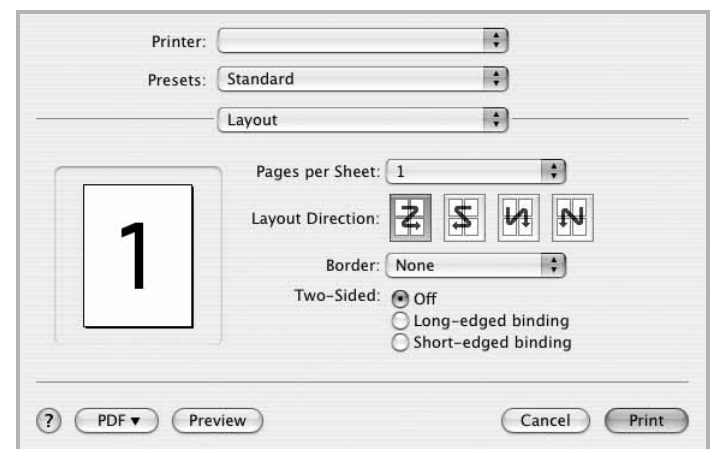 Printer:
Presets: Standard
Layout
Pages per Sheet: 1
Layout Direction:
1
Border: None
Two-Sided: Off
Long-edged binding
Short-edged binding
? PDF▼ Preview Cancel Print